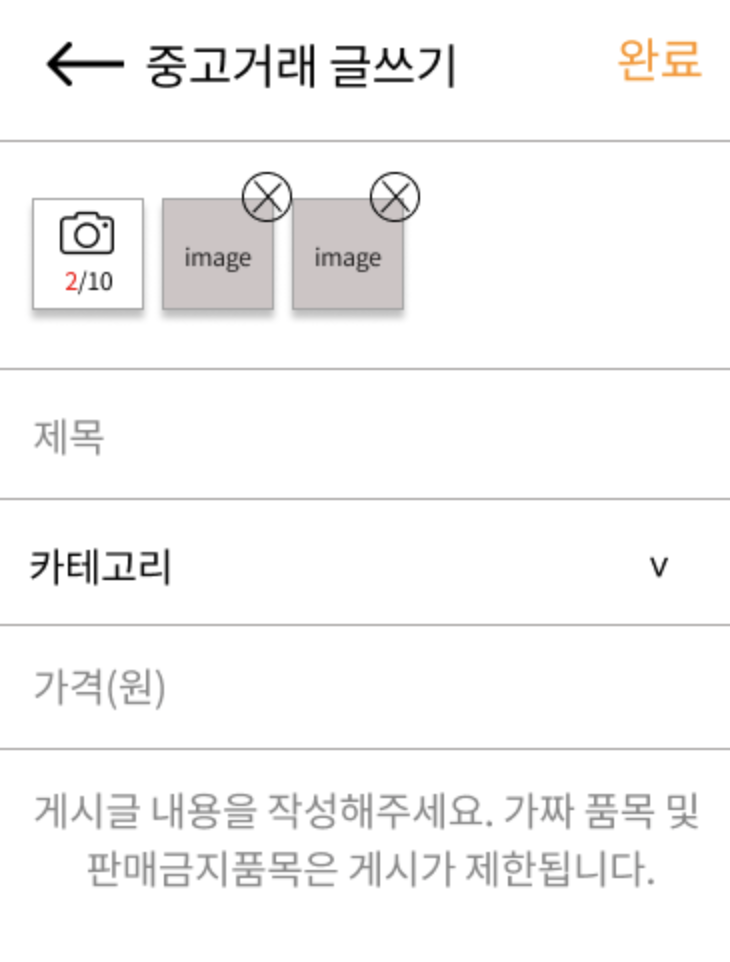 중고거래 글쓰기 완료
2/10 image image
제목
카테고리 v
가격(원)
게시글 내용을 작성해주세요. 가짜 품목 및
판매금지품목은 게시가 제한됩니다.